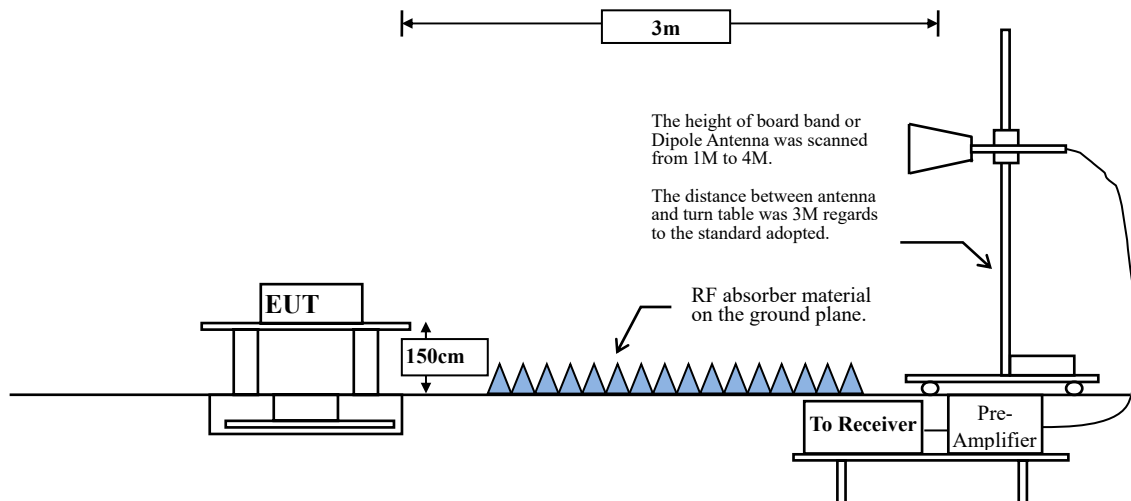 3m
The height of board band or
Dipole Antenna was scanned
from 1M to 4M.
The distance between antenna
and turn table was 3M regards
to the standard adopted.
EUT
RF absorber material
on the ground plane.
150cm
To Receiver
Pre-
Amplifier